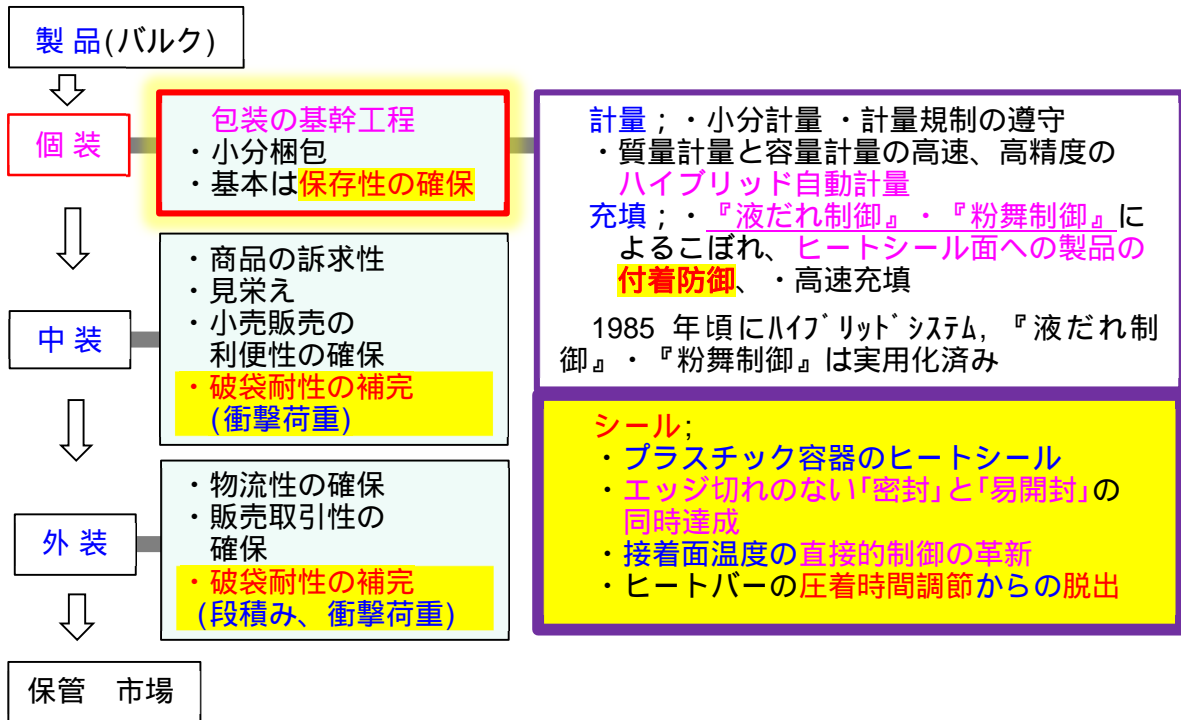 製 品(バルク)
個 装
包装の基幹工程
・小分梱包
・基本は保存性の確保
計量；・小分計量 ・計量規制の遵守
・質量計量と容量計量の高速、高精度の
ハイブリッド自動計量
充填；・『液だれ制御』・『粉舞制御』に
よるこぼれ、ヒートシール面への製品の
付着防御、・高速充填
1985 年頃にﾊｲﾌﾞﾘｯﾄﾞｼｽﾃﾑ,『液だれ制
御』・『粉舞制御』は実用化済み
中 装
・商品の訴求性
・見栄え
・小売販売の
利便性の確保
・破袋耐性の補完
(衝撃荷重)
シール;
・プラスチック容器のヒートシール
・エッジ切れのない｢密封｣と｢易開封｣の
同時達成
・接着面温度の直接的制御の革新
・ヒートバーの圧着時間調節からの脱出
外 装
・物流性の確保
・販売取引性の
確保
・破袋耐性の補完
(段積み、衝撃荷重)
保管　市場